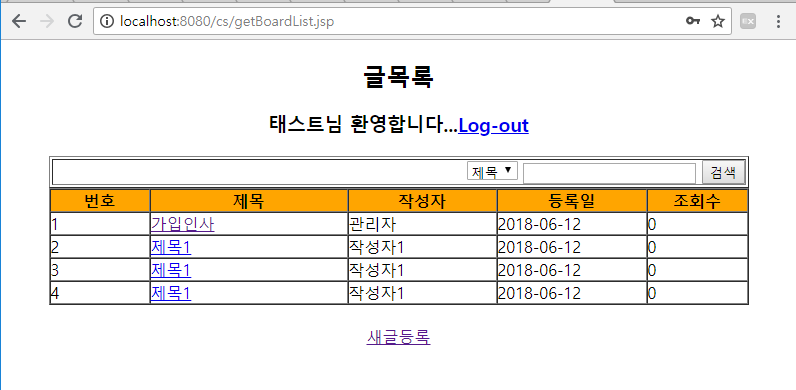 localhost:8080/cs/getBoardList.jsp
글목록
태스트님 환영합니다...Log-out
제목 검색
번호 제목 작성자 등록일 조회수
1 가입인사 관리자 2018-06-12 0
2 제목1 작성자1 2018-06-12 0
3 제목1 작성자1 2018-06-12 0
4 제목1 작성자1 2018-06-12 0
새글등록